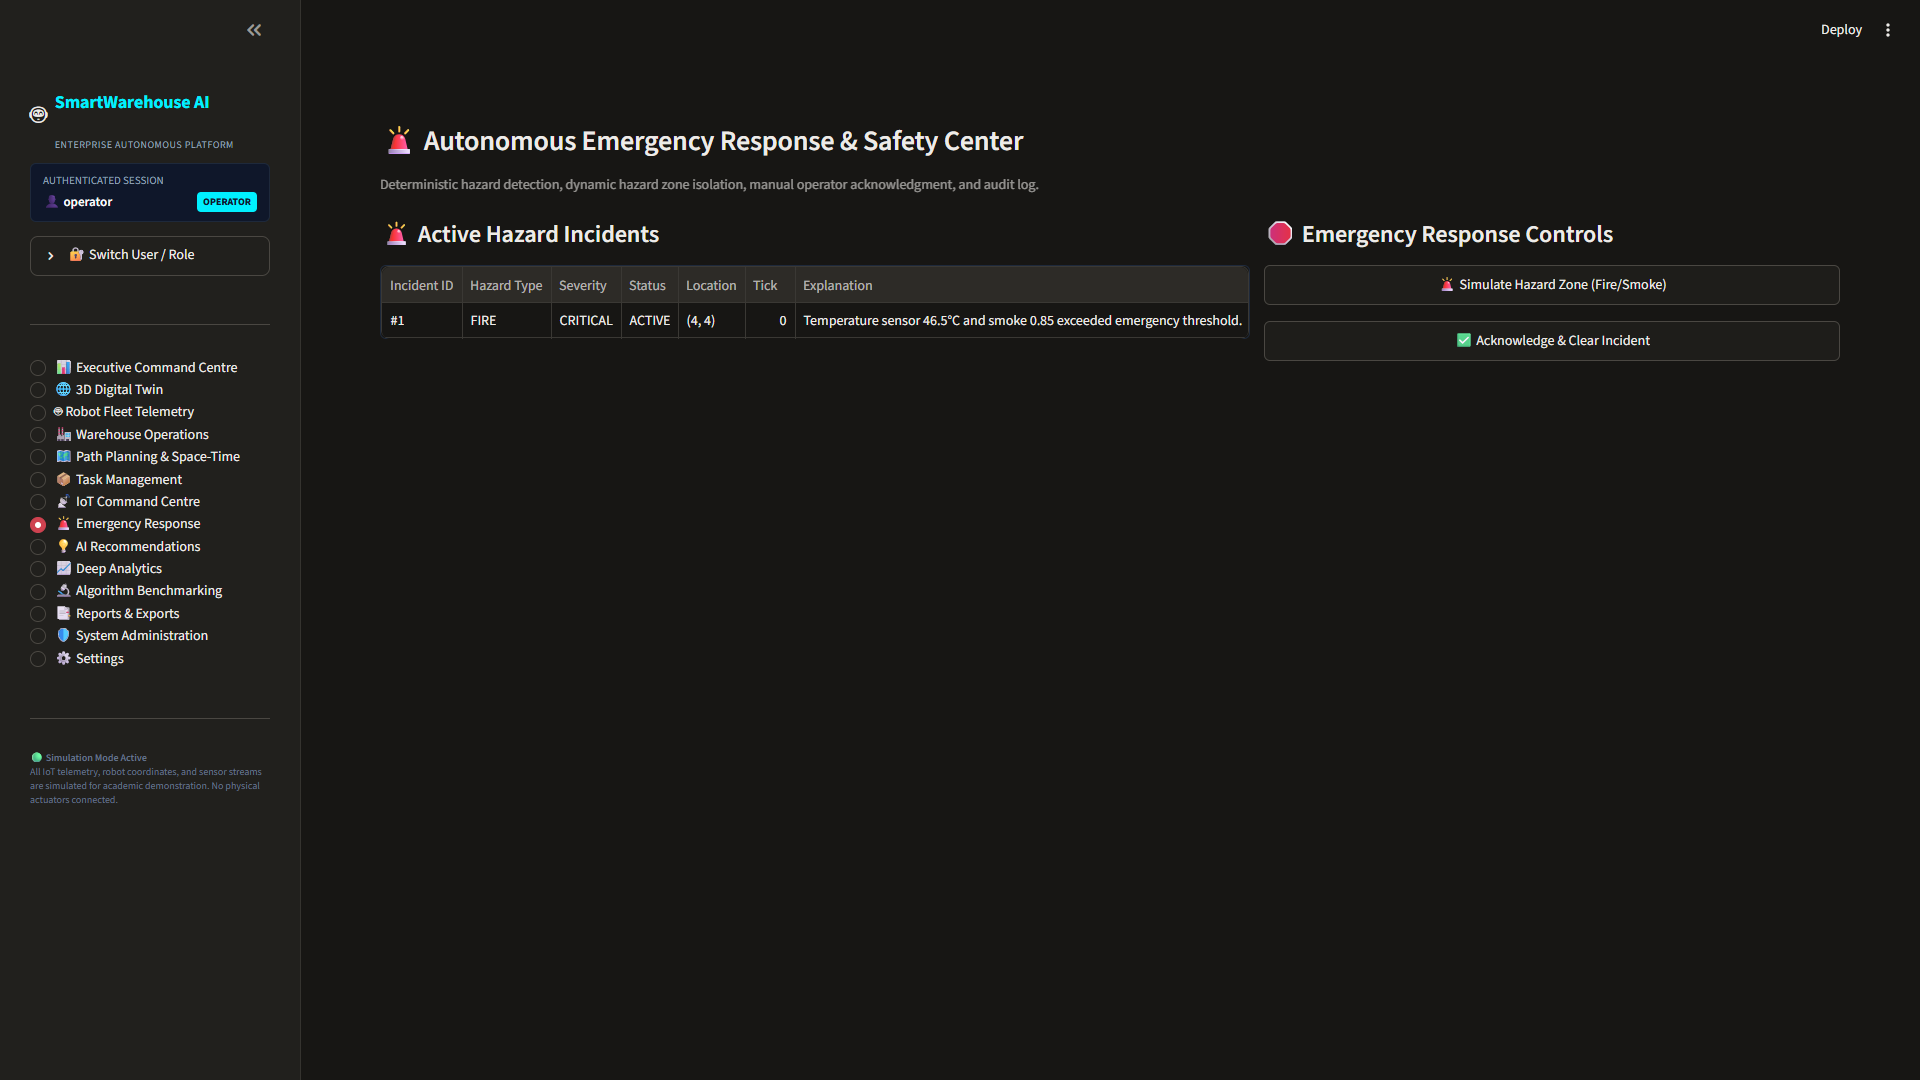 Deploy
SmartWarehouse AI
ENTERPRISE AUTONOMOUS PLATFORM
AUTHENTICATED SESSION
operator
OPERATOR
Switch User / Role
Executive Command Centre
3D Digital Twin
Robot Fleet Telemetry
Warehouse Operations
Path Planning & Space-Time
Task Management
IoT Command Centre
Emergency Response
AI Recommendations
Deep Analytics
Algorithm Benchmarking
Reports & Exports
System Administration
Settings
Simulation Mode Active
All IoT telemetry, robot coordinates, and sensor streams
are simulated for academic demonstration. No physical
actuators connected.
Autonomous Emergency Response & Safety Center
Deterministic hazard detection, dynamic hazard zone isolation, manual operator acknowledgment, and audit log.
Active Hazard Incidents
Incident ID Hazard Type Severity Status Location Tick Explanation
#1 FIRE CRITICAL ACTIVE (4, 4) 0 Temperature sensor 46.5°C and smoke 0.85 exceeded emergency threshold.
Emergency Response Controls
Simulate Hazard Zone (Fire/Smoke)
Acknowledge & Clear Incident